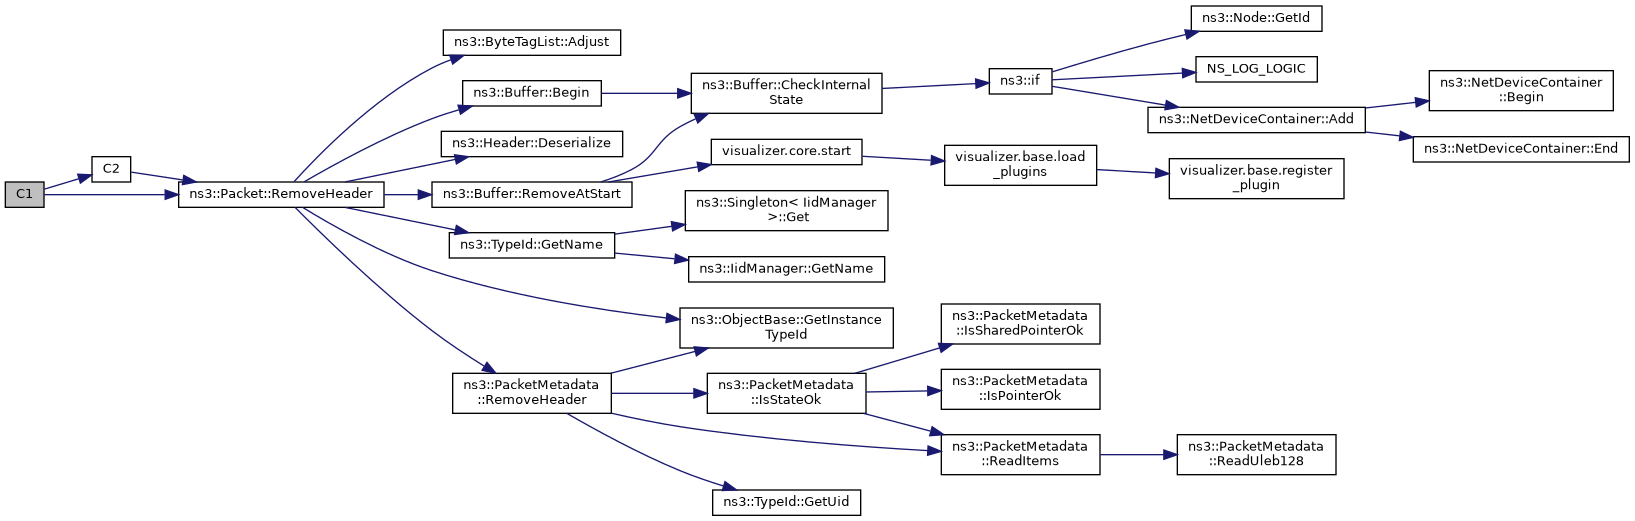 C1
C2
ns3::Packet::RemoveHeader
ns3::ByteTagList::Adjust
ns3::Buffer::Begin
ns3::Header::Deserialize
ns3::Buffer::RemoveAtStart
ns3::TypeId::GetName
ns3::PacketMetadata
::RemoveHeader
ns3::Buffer::CheckInternal
State
visualizer.core.start
ns3::Singleton< IidManager
>::Get
ns3::IidManager::GetName
ns3::ObjectBase::GetInstance
TypeId
ns3::PacketMetadata
::IsStateOk
ns3::TypeId::GetUid
ns3::if
visualizer.base.load
_plugins
ns3::PacketMetadata
::IsSharedPointerOk
ns3::PacketMetadata
::IsPointerOk
ns3::PacketMetadata
::ReadItems
ns3::Node::GetId
NS_LOG_LOGIC
ns3::NetDeviceContainer::Add
visualizer.base.register
_plugin
ns3::PacketMetadata
::ReadUleb128
ns3::NetDeviceContainer
::Begin
ns3::NetDeviceContainer::End